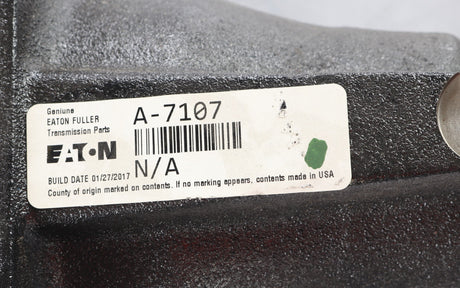 Geniune
EATON FULLER
Transmission Parts
A-7107
EATON
N/A
BUILD DATE 01/27/2017
County of origin marked on contents. If no marking appears, contents made in USA